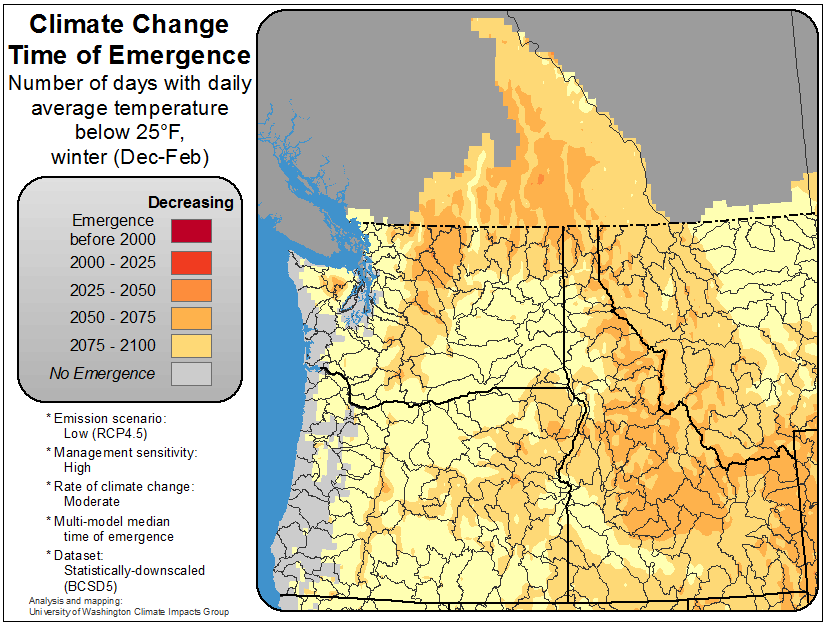 Climate Change
Time of Emergence
Number of days with daily
average temperature
below 25°F,
winter (Dec-Feb)
Decreasing
Emergence
before 2000
2000 - 2025
2025 - 2050
2050 - 2075
2075 - 2100
No Emergence
* Emission scenario:
Low (RCP4.5)
* Management sensitivity:
High
* Rate of climate change:
Moderate
* Multi-model median
time of emergence
* Dataset:
Statistically-downscaled
(BCSD5)
Analysis and mapping:
University of Washington Climate Impacts Group